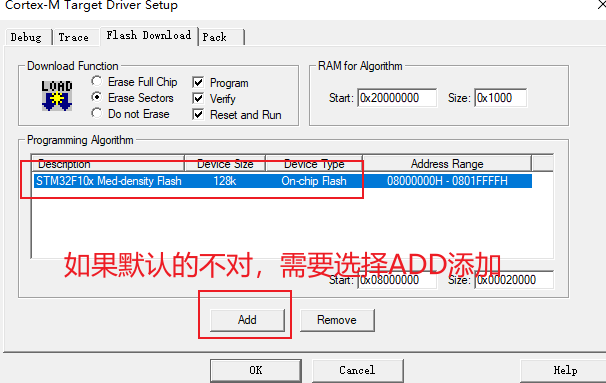 Cortex-M Target Driver Setup
Debug Trace Flash Download Pack
Download Function
LOAD
Erase Full Chip
Erase Sectors
Do not Erase
Program
Verify
Reset and Run
RAM for Algorithm
Start: 0x20000000 Size: 0x1000
Programming Algorithm
Description Device Size Device Type Address Range
STM32F10x Med-density Flash 128k On-chip Flash 08000000H - 0801FFFFH
如果默认的不对，需要选择ADD添加
Start: 0x08000000 Size: 0x00020000
Add Remove
OK Cancel Help